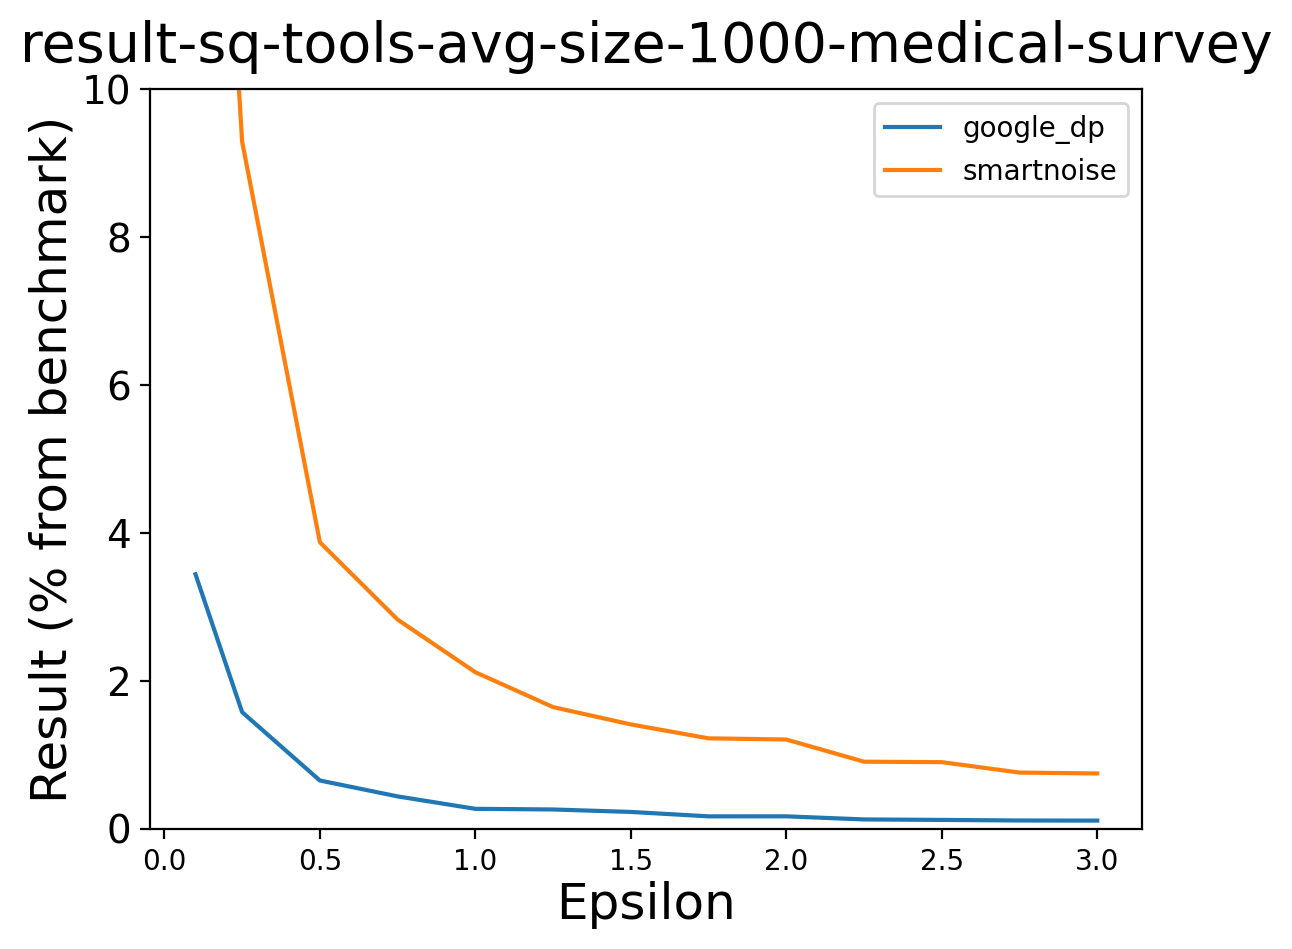 result-sq-tools-avg-size-1000-medical-survey
10
8
6
4
2
0
Result (% from benchmark)
google_dp
smartnoise
0.0 0.5 1.0 1.5 2.0 2.5 3.0
Epsilon